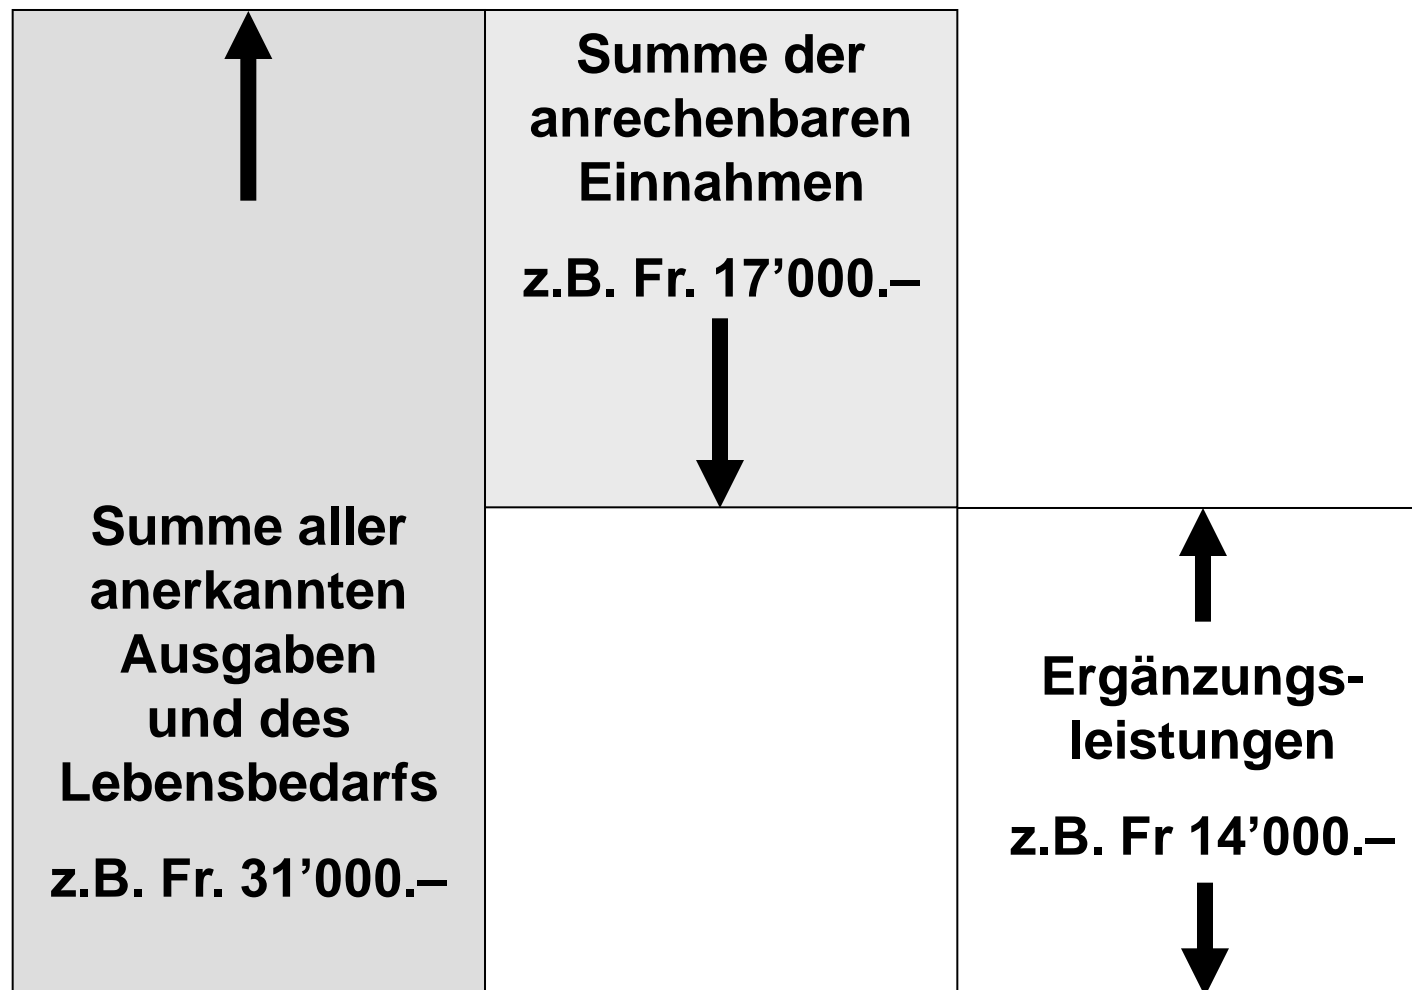 Summe aller
anerkannten
Ausgaben
und des
Lebensbedarfs
z.B. Fr. 31’000.–
Summe der
anrechenbaren
Einnahmen
z.B. Fr. 17’000.–
Ergänzungs-
leistungen
z.B. Fr 14’000.–